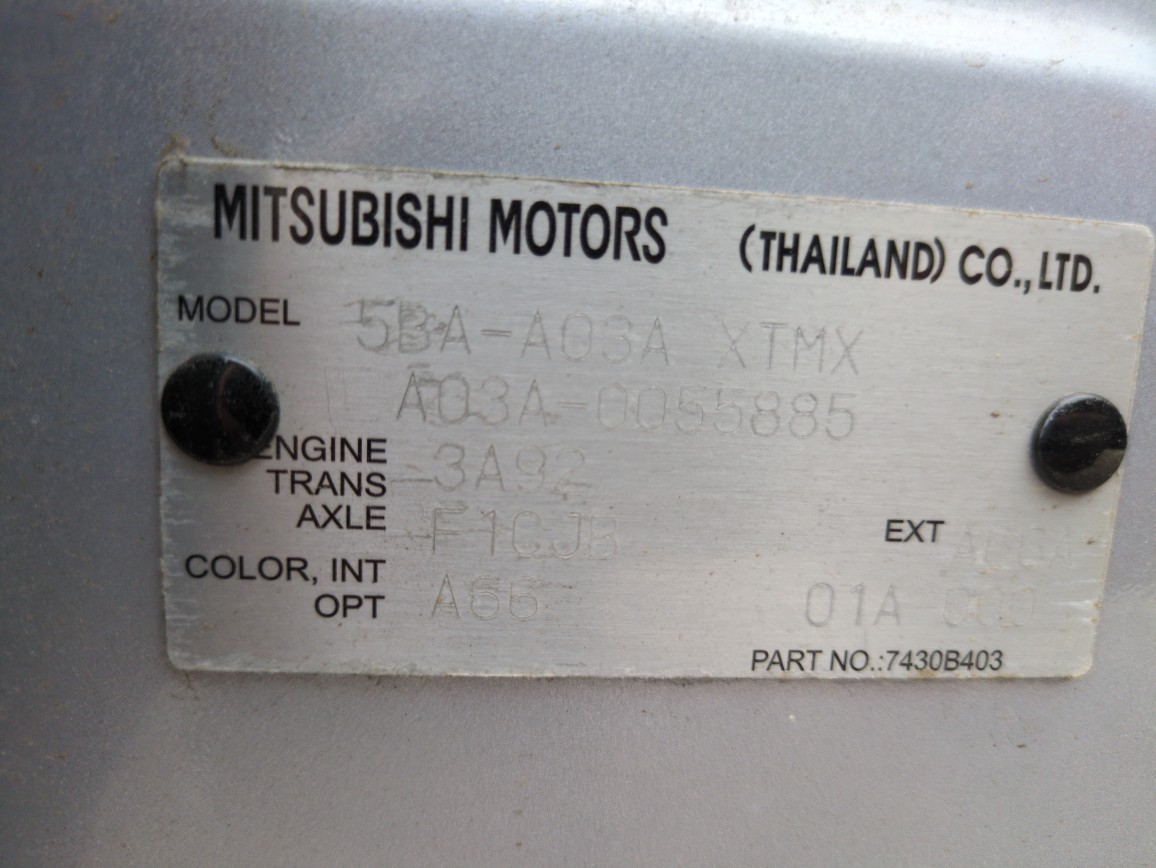 MITSUBISHI MOTORS (THAILAND) CO., LTD.
MODEL 5BA-A03A XTMX
A03A-0055885
ENGINE 3A92
TRANS
AXLE F1CJB
EXT
COLOR, INT A66
OPT 01A 000
PART NO.:7430B403